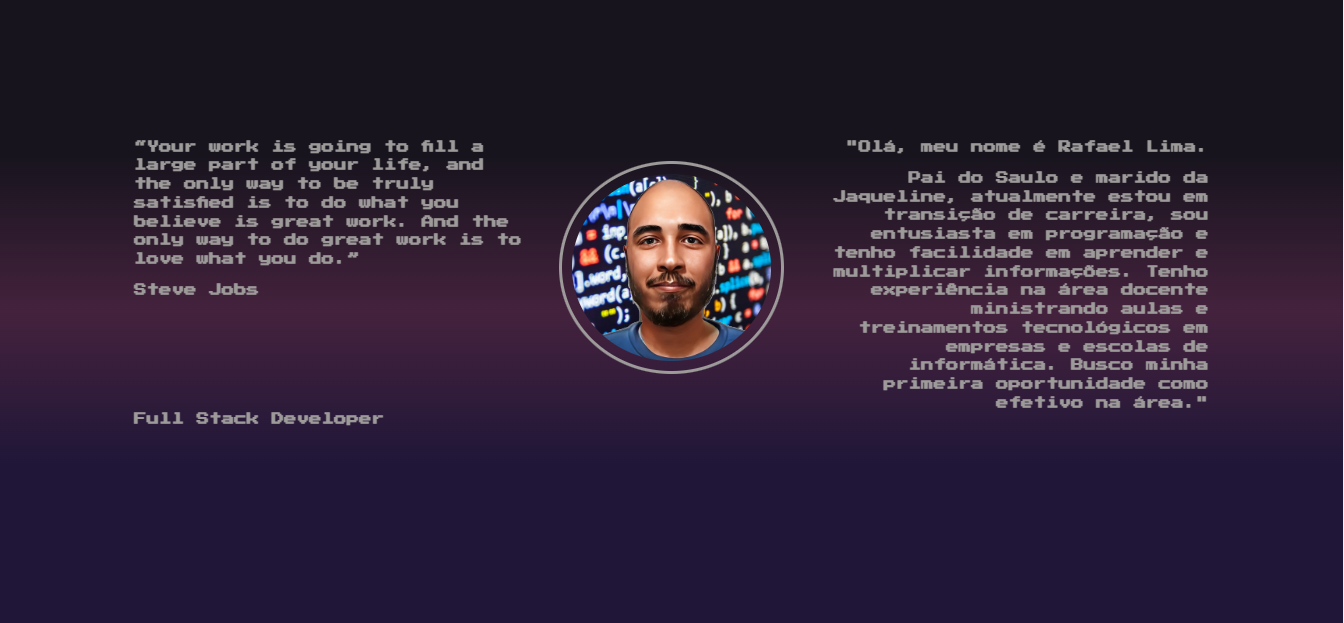 “Your work is going to fill a
large part of your life, and
the only way to be truly
satisfied is to do what you
believe is great work. And the
only way to do great work is to
love what you do.”
Steve Jobs
Full Stack Developer
(a[c]) } ");
"), b
for
inp
&& (c.
].word,
word(a
"");
a[
.splic
"Olá, meu nome é Rafael Lima.
Pai do Saulo e marido da
Jaqueline, atualmente estou em
transição de carreira, sou
entusiasta em programação e
tenho facilidade em aprender e
multiplicar informações. Tenho
experiência na área docente
ministrando aulas e
treinamentos tecnológicos em
empresas e escolas de
informática. Busco minha
primeira oportunidade como
efetivo na área."